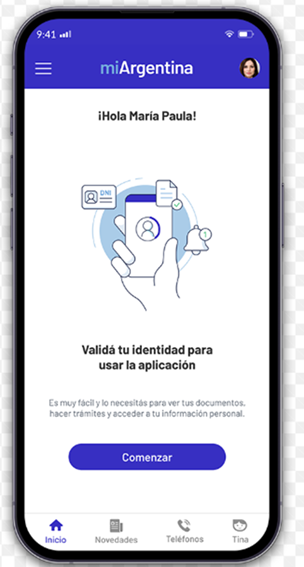 9:41
miArgentina
¡Hola María Paula!
DNI
1
Validá tu identidad para
usar la aplicación
Es muy fácil y lo necesitás para ver tus documentos,
hacer trámites y acceder a tu información personal.
Comenzar
Inicio Novedades Teléfonos Tina